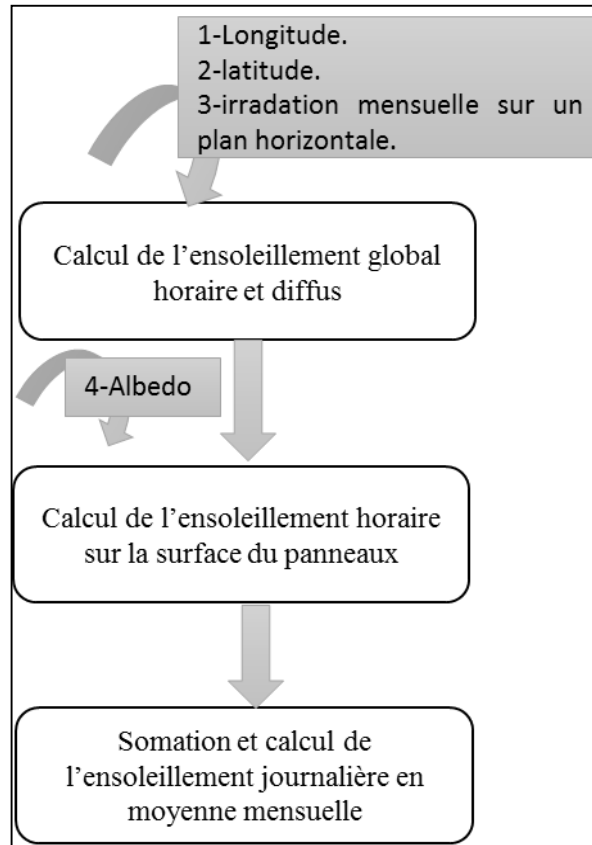 1-Longitude.
2-latitude.
3-irradation mensuelle sur un
plan horizontale.
Calcul de l'ensoleillement global
horaire et diffus
4-Albedo
Calcul de l'ensoleillement horaire
sur la surface du panneaux
Somation et calcul de
l'ensoleillement journalière en
moyenne mensuelle